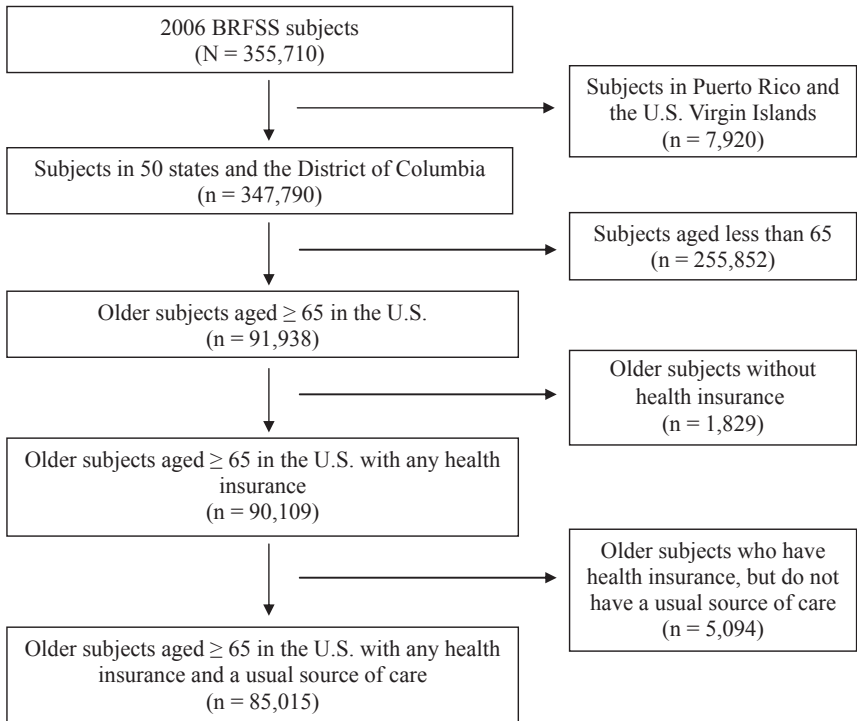 2006 BRFSS subjects
(N = 355,710)
Subjects in Puerto Rico and
the U.S. Virgin Islands
(n = 7,920)
Subjects in 50 states and the District of Columbia
(n = 347,790)
Subjects aged less than 65
(n = 255,852)
Older subjects aged ≥ 65 in the U.S.
(n = 91,938)
Older subjects without
health insurance
(n = 1,829)
Older subjects aged ≥ 65 in the U.S. with any health
insurance
(n = 90,109)
Older subjects who have
health insurance, but do not
have a usual source of care
(n = 5,094)
Older subjects aged ≥ 65 in the U.S. with any health
insurance and a usual source of care
(n = 85,015)